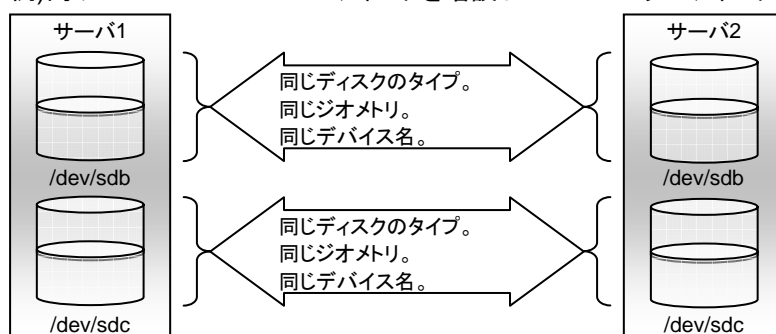 サーバ1
サーバ2
同じディスクのタイプ。
同じジオメトリ。
同じデバイス名。
/dev/sdb
/dev/sdb
同じディスクのタイプ。
同じジオメトリ。
同じデバイス名。
/dev/sdc
/dev/sdc